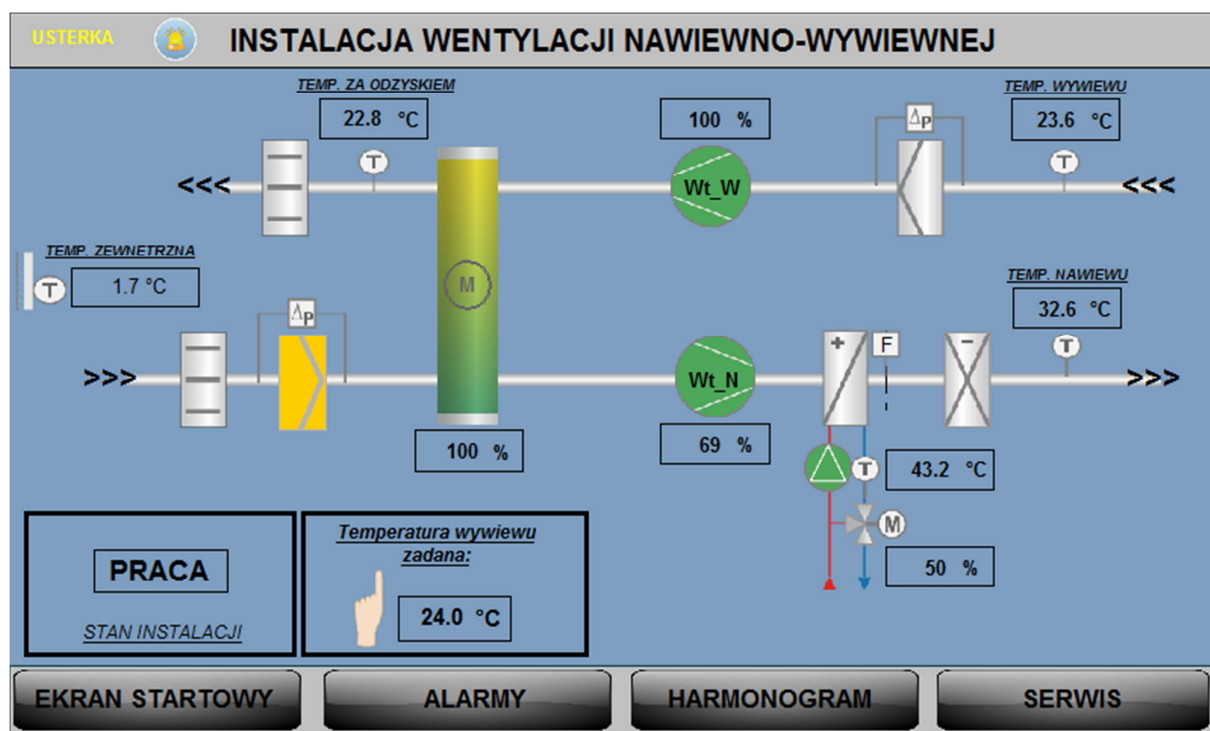 USTERKA
INSTALACJA WENTYLACJI NAWIEWNO-WYWIEWNEJ
TEMP. ZA ODZYSKIEM
22.8 °C
100 %
TEMP. WYWIEWU
23.6 °C
Δp
T
T
<<<
Wt_W
<<<
TEMP. ZEWNETRZNA
T
1.7 °C
M
TEMP. NAWIEWU
32.6 °C
Δp
+
F
-
T
>>>
Wt_N
>>>
100 %
69 %
T
43.2 °C
M
50 %
PRACA
STAN INSTALACJI
Temperatura wywiewu
zadana:
24.0 °C
EKRAN STARTOWY
ALARMY
HARMONOGRAM
SERWIS